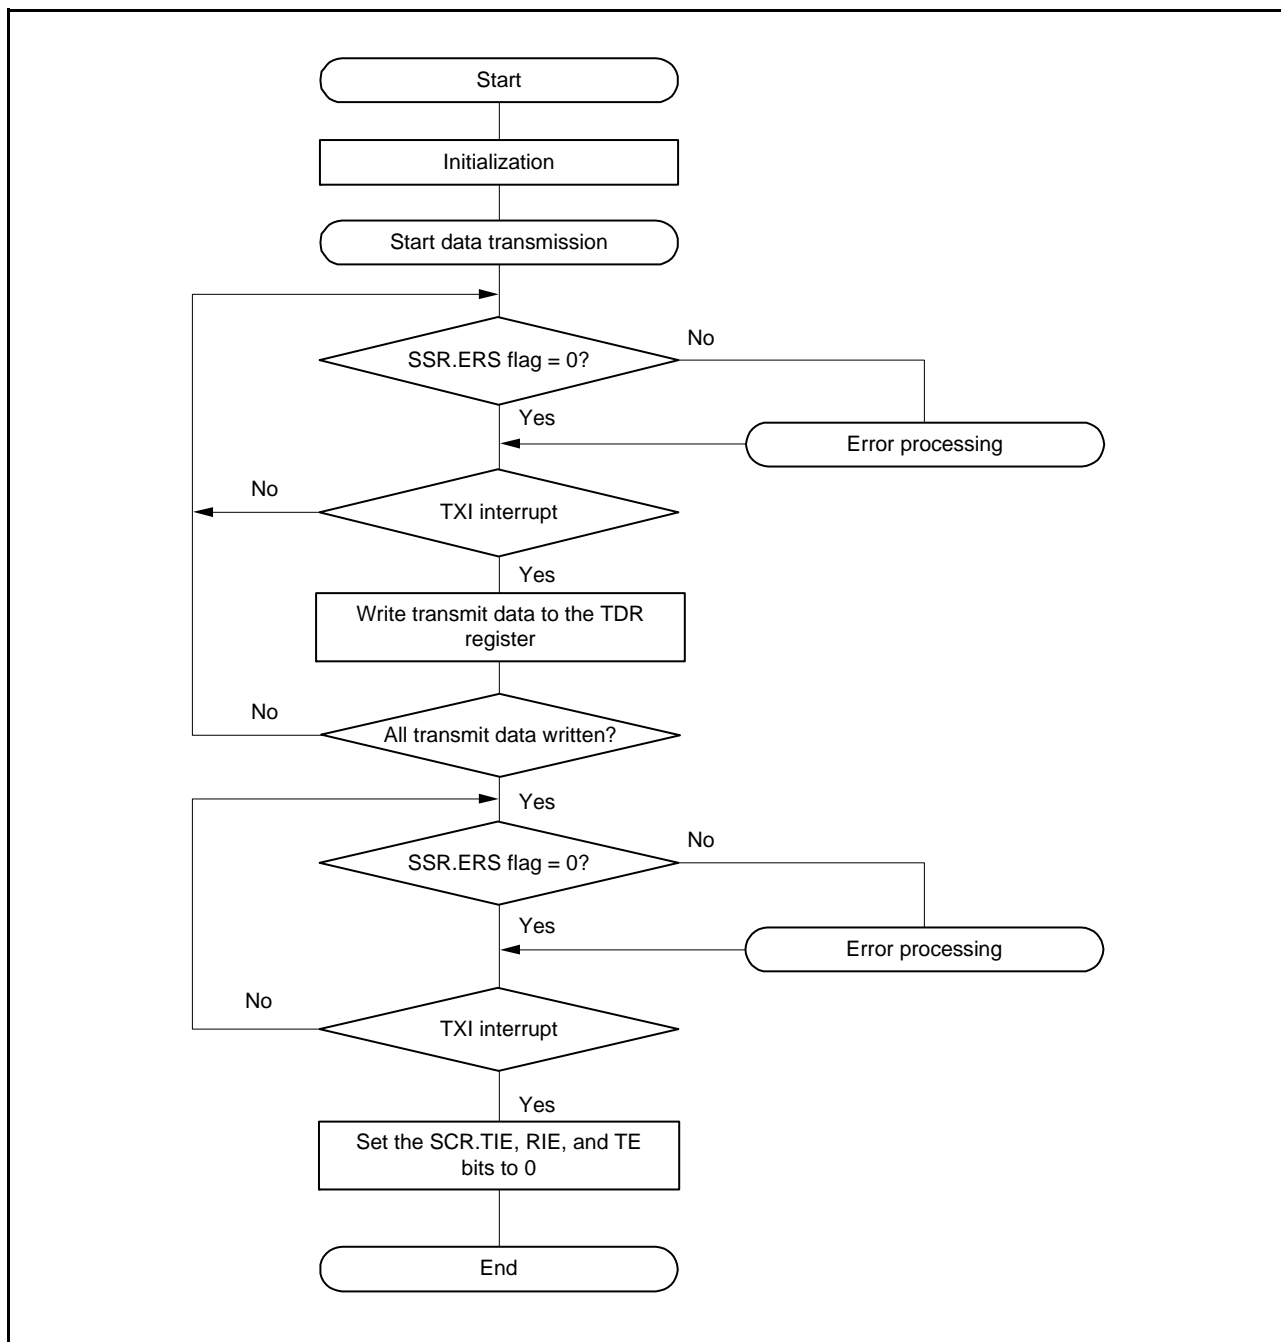 Start
Initialization
Start data transmission
SSR.ERS flag = 0?
No
Yes
Error processing
No
TXI interrupt
Yes
Write transmit data to the TDR
register
No
All transmit data written?
Yes
SSR.ERS flag = 0?
No
Yes
Error processing
No
TXI interrupt
Yes
Set the SCR.TIE, RIE, and TE
bits to 0
End